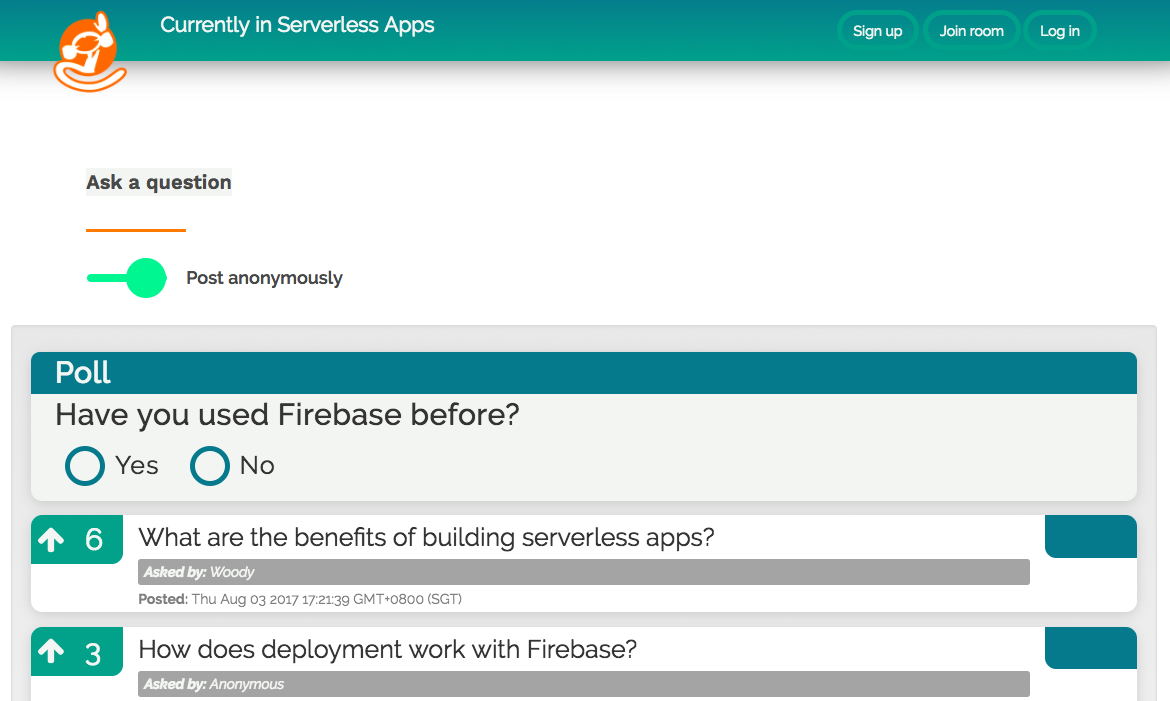 Currently in Serverless Apps
Sign up
Join room
Log in
Ask a question
Post anonymously
Poll
Have you used Firebase before?
Yes
No
6
What are the benefits of building serverless apps?
Asked by: Woody
Posted: Thu Aug 03 2017 17:21:39 GMT+0800 (SGT)
3
How does deployment work with Firebase?
Asked by: Anonymous